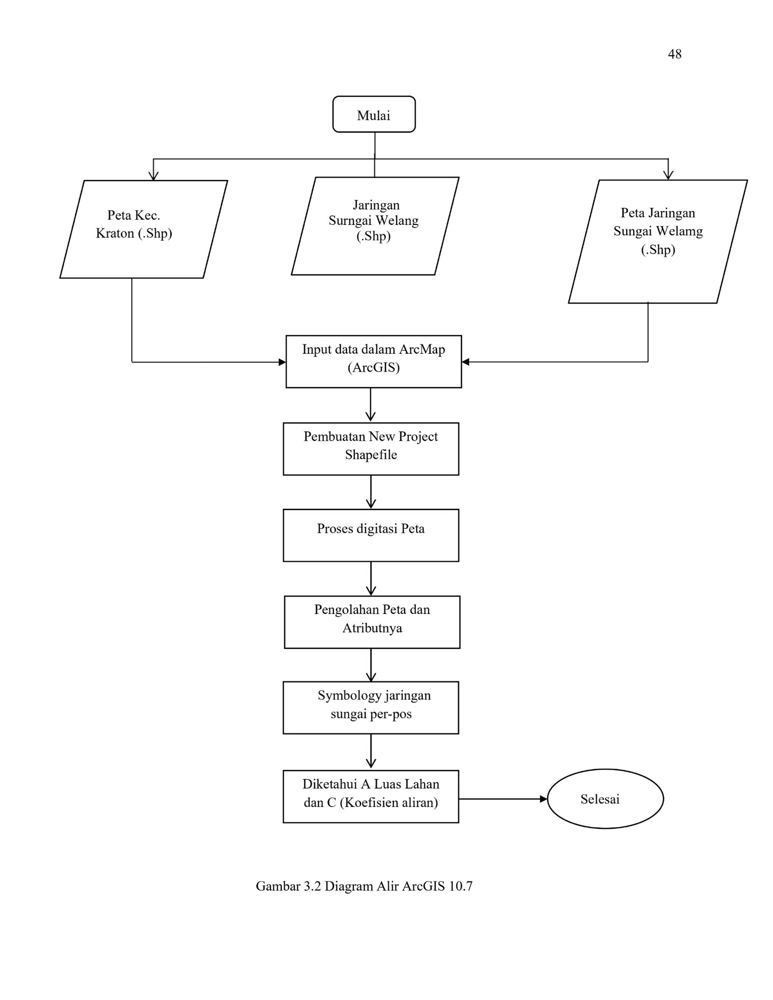 48
Mulai
Peta Kec.
Kraton (.Shp)
Jaringan
Surngai Welang
(.Shp)
Peta Jaringan
Sungai Welamg
(.Shp)
Input data dalam ArcMap
(ArcGIS)
Pembuatan New Project
Shapefile
Proses digitasi Peta
Pengolahan Peta dan
Atributnya
Symbology jaringan
sungai per-pos
Diketahui A Luas Lahan
dan C (Koefisien aliran)
Selesai
Gambar 3.2 Diagram Alir ArcGIS 10.7